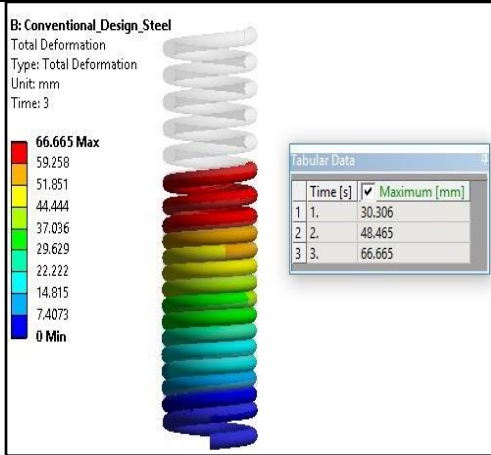 B: Conventional_Design_Steel
Total Deformation
Type: Total Deformation
Unit: mm
Time: 3
66.665 Max
59.258
51.851
44.444
37.036
29.629
22.222
14.815
7.4073
0 Min
Tabular Data
Time [s] Maximum [mm]
1 1. 30.306
2 2. 48.465
3 3. 66.665